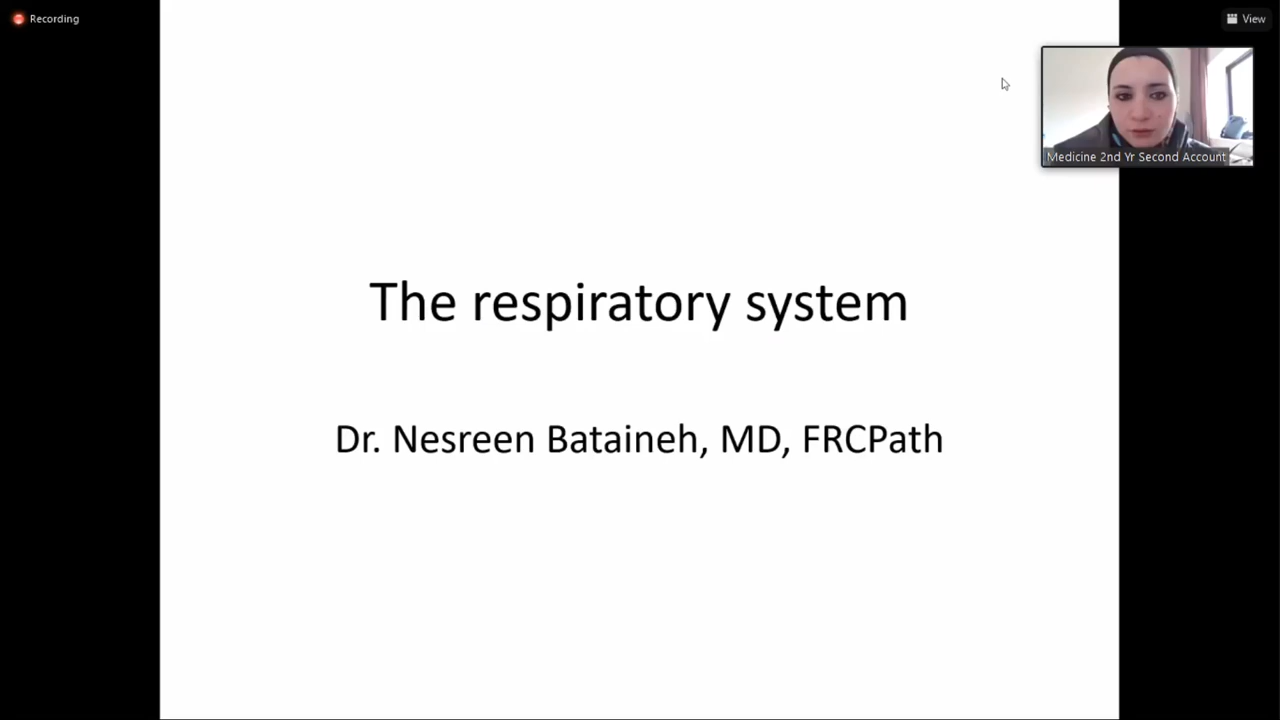 Recording
View
Medicine 2nd Yr Second Account
The respiratory system
Dr. Nesreen Bataineh, MD, FRCPath